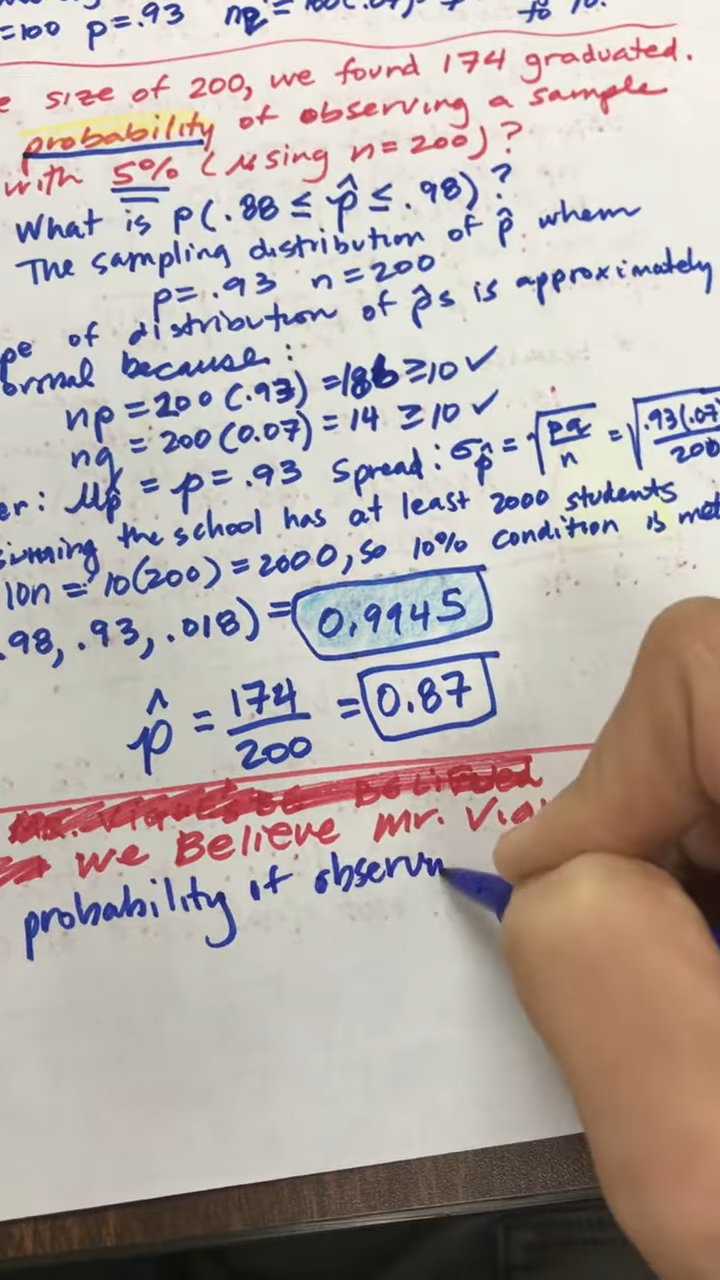 =100 p=.93
e size of 200, we found 174 graduated.
probability of observing a sample
with 5% (using n=200)?
What is p(.88 ≤ p̂ ≤ .98)?
The sampling distribution of p̂ when
p=.93 n=200
pe of distribution of p̂s is approximately
ormal because:
np = 200(.93) = 186 ≥10 ✓
nq = 200(0.07) = 14 ≥10 ✓
er: μp̂ = p = .93 Spread: σp̂ = √pq/n = √.93(.07)/200
uming the school has at least 2000 students
10n = 10(200) = 2000, so 10% condition is met
.98, .93, .018) = 0.9945
p̂ = 174/200 = 0.87
Believed
we Believe Mr. Vig
probability of observin